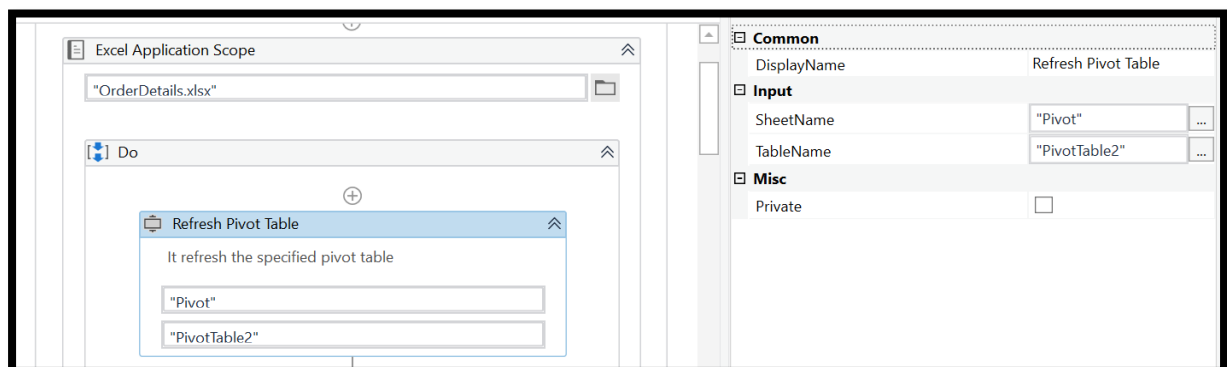 Excel Application Scope
"OrderDetails.xlsx"
Do
Refresh Pivot Table
It refresh the specified pivot table
"Pivot"
"PivotTable2"
Common
DisplayName Refresh Pivot Table
Input
SheetName "Pivot" ...
TableName "PivotTable2" ...
Misc
Private